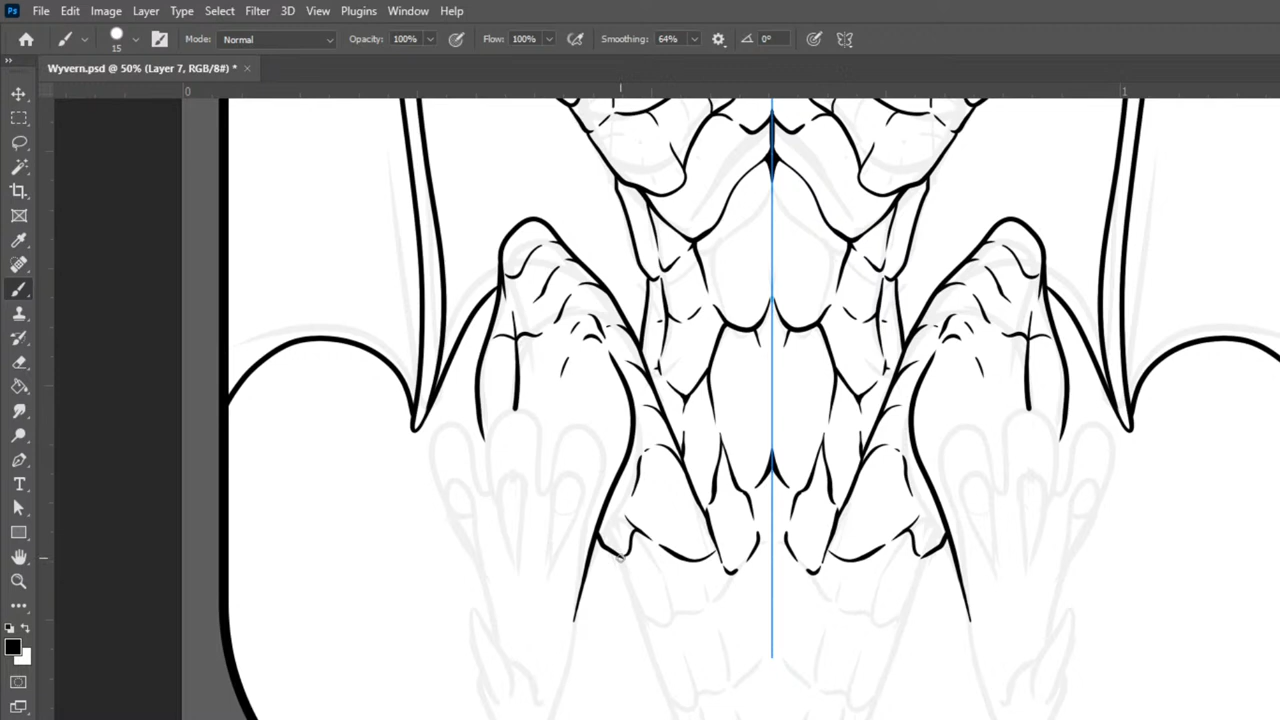 Ps File Edit Image Layer Type Select Filter 3D View Plugins Window Help
15 Mode: Normal Opacity: 100% Flow: 100% Smoothing: 64% 0°
Wyvern.psd @ 50% (Layer 7, RGB/8#) * ×
0 1
T